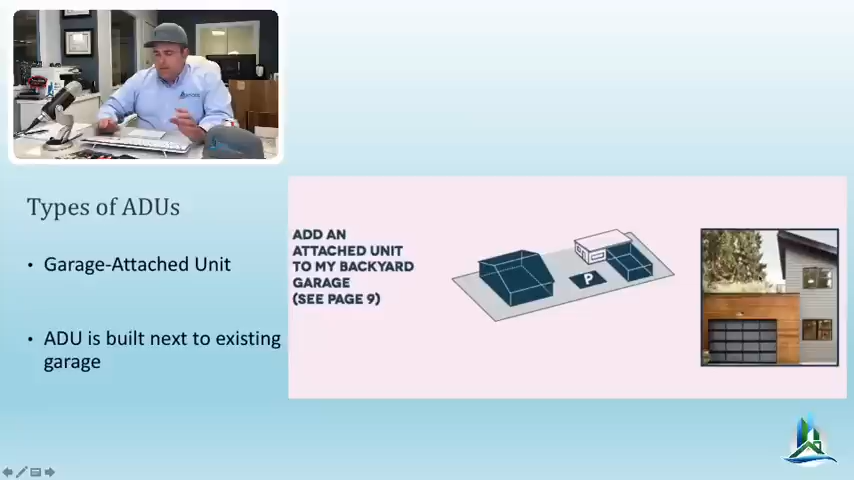 Types of ADUs
• Garage-Attached Unit
• ADU is built next to existing
garage
ADD AN
ATTACHED UNIT
TO MY BACKYARD
GARAGE
(SEE PAGE 9)
P